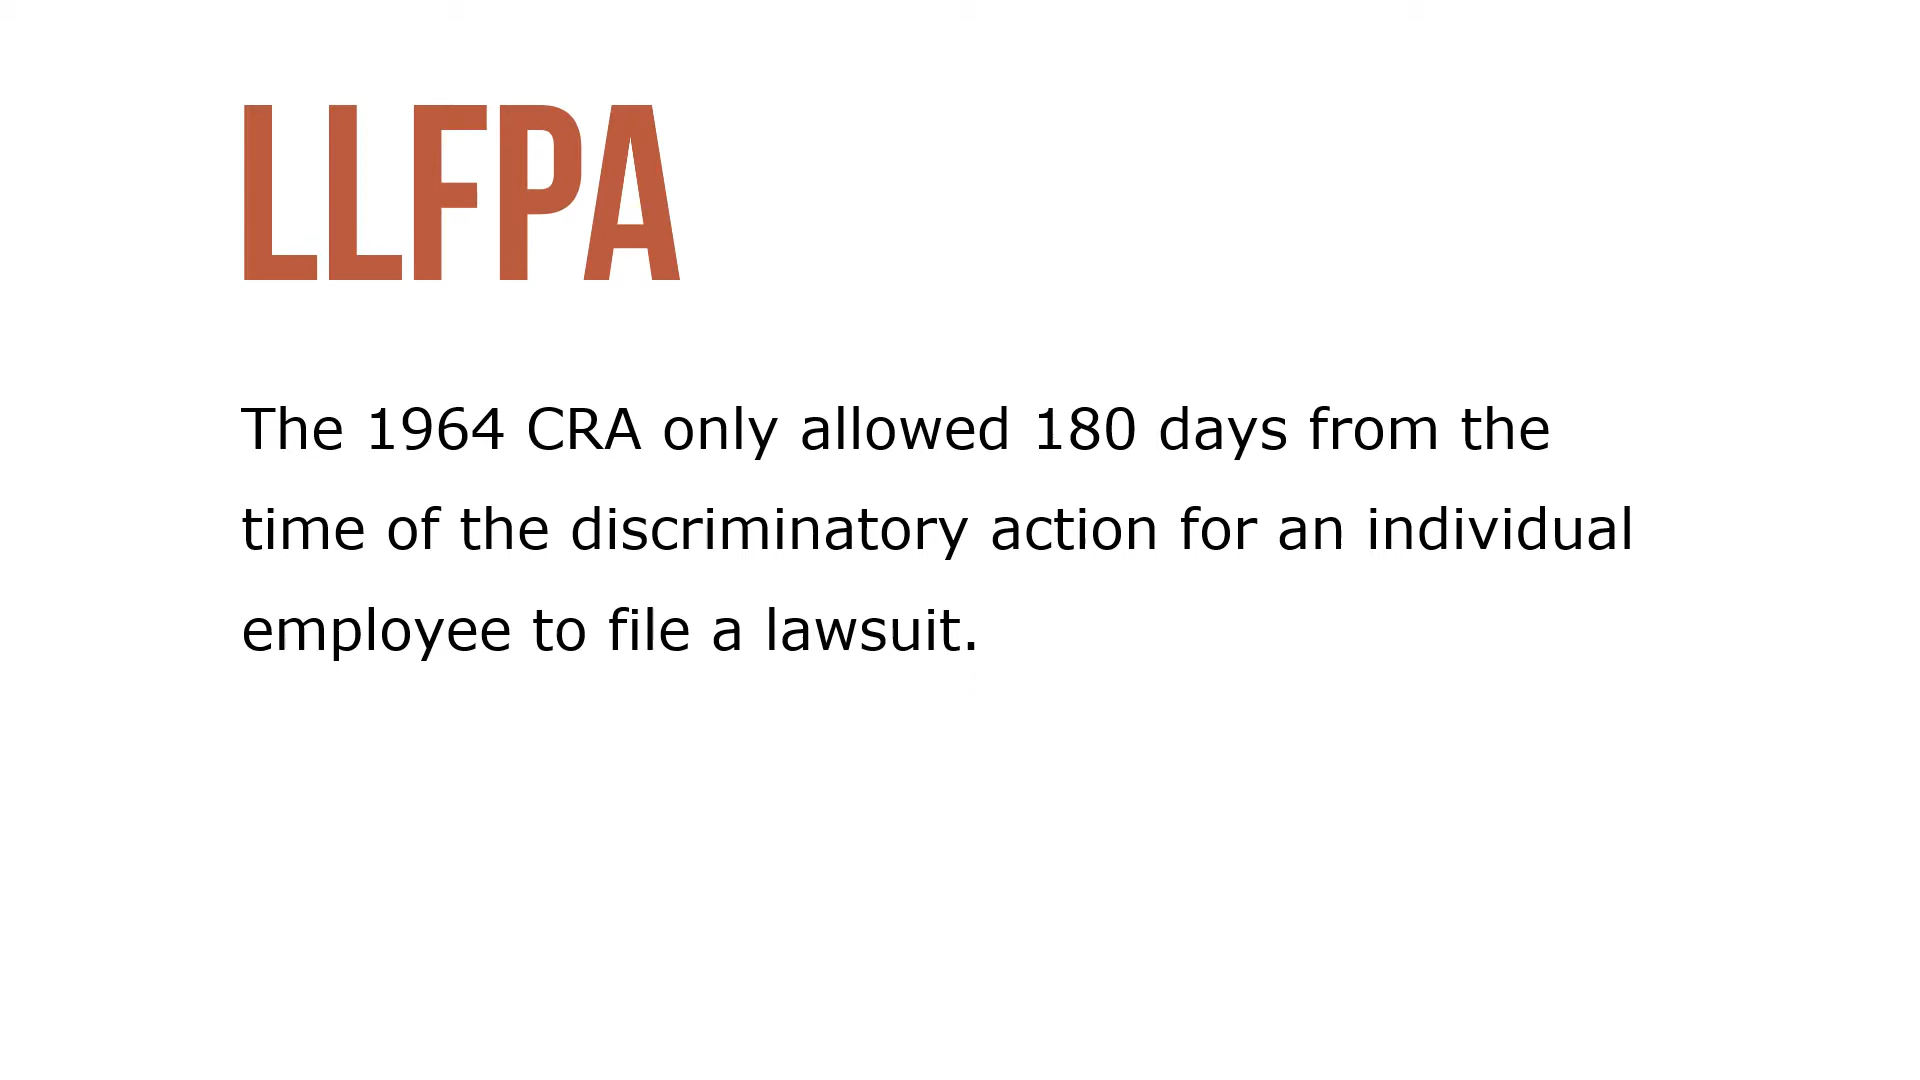 LLFPA
The 1964 CRA only allowed 180 days from the
time of the discriminatory action for an individual
employee to file a lawsuit.